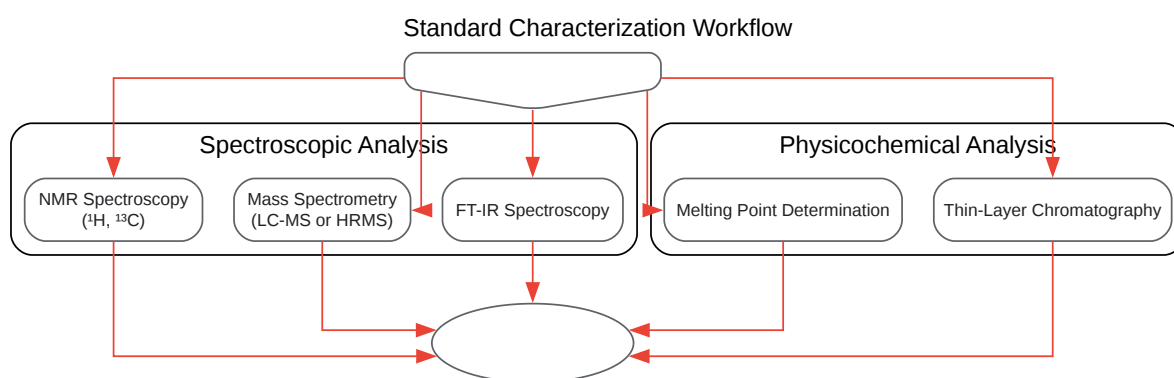 Standard Characterization Workflow
Spectroscopic Analysis
Physicochemical Analysis
NMR Spectroscopy
(¹H, ¹³C)
Mass Spectrometry
(LC-MS or HRMS)
FT-IR Spectroscopy
Melting Point Determination
Thin-Layer Chromatography